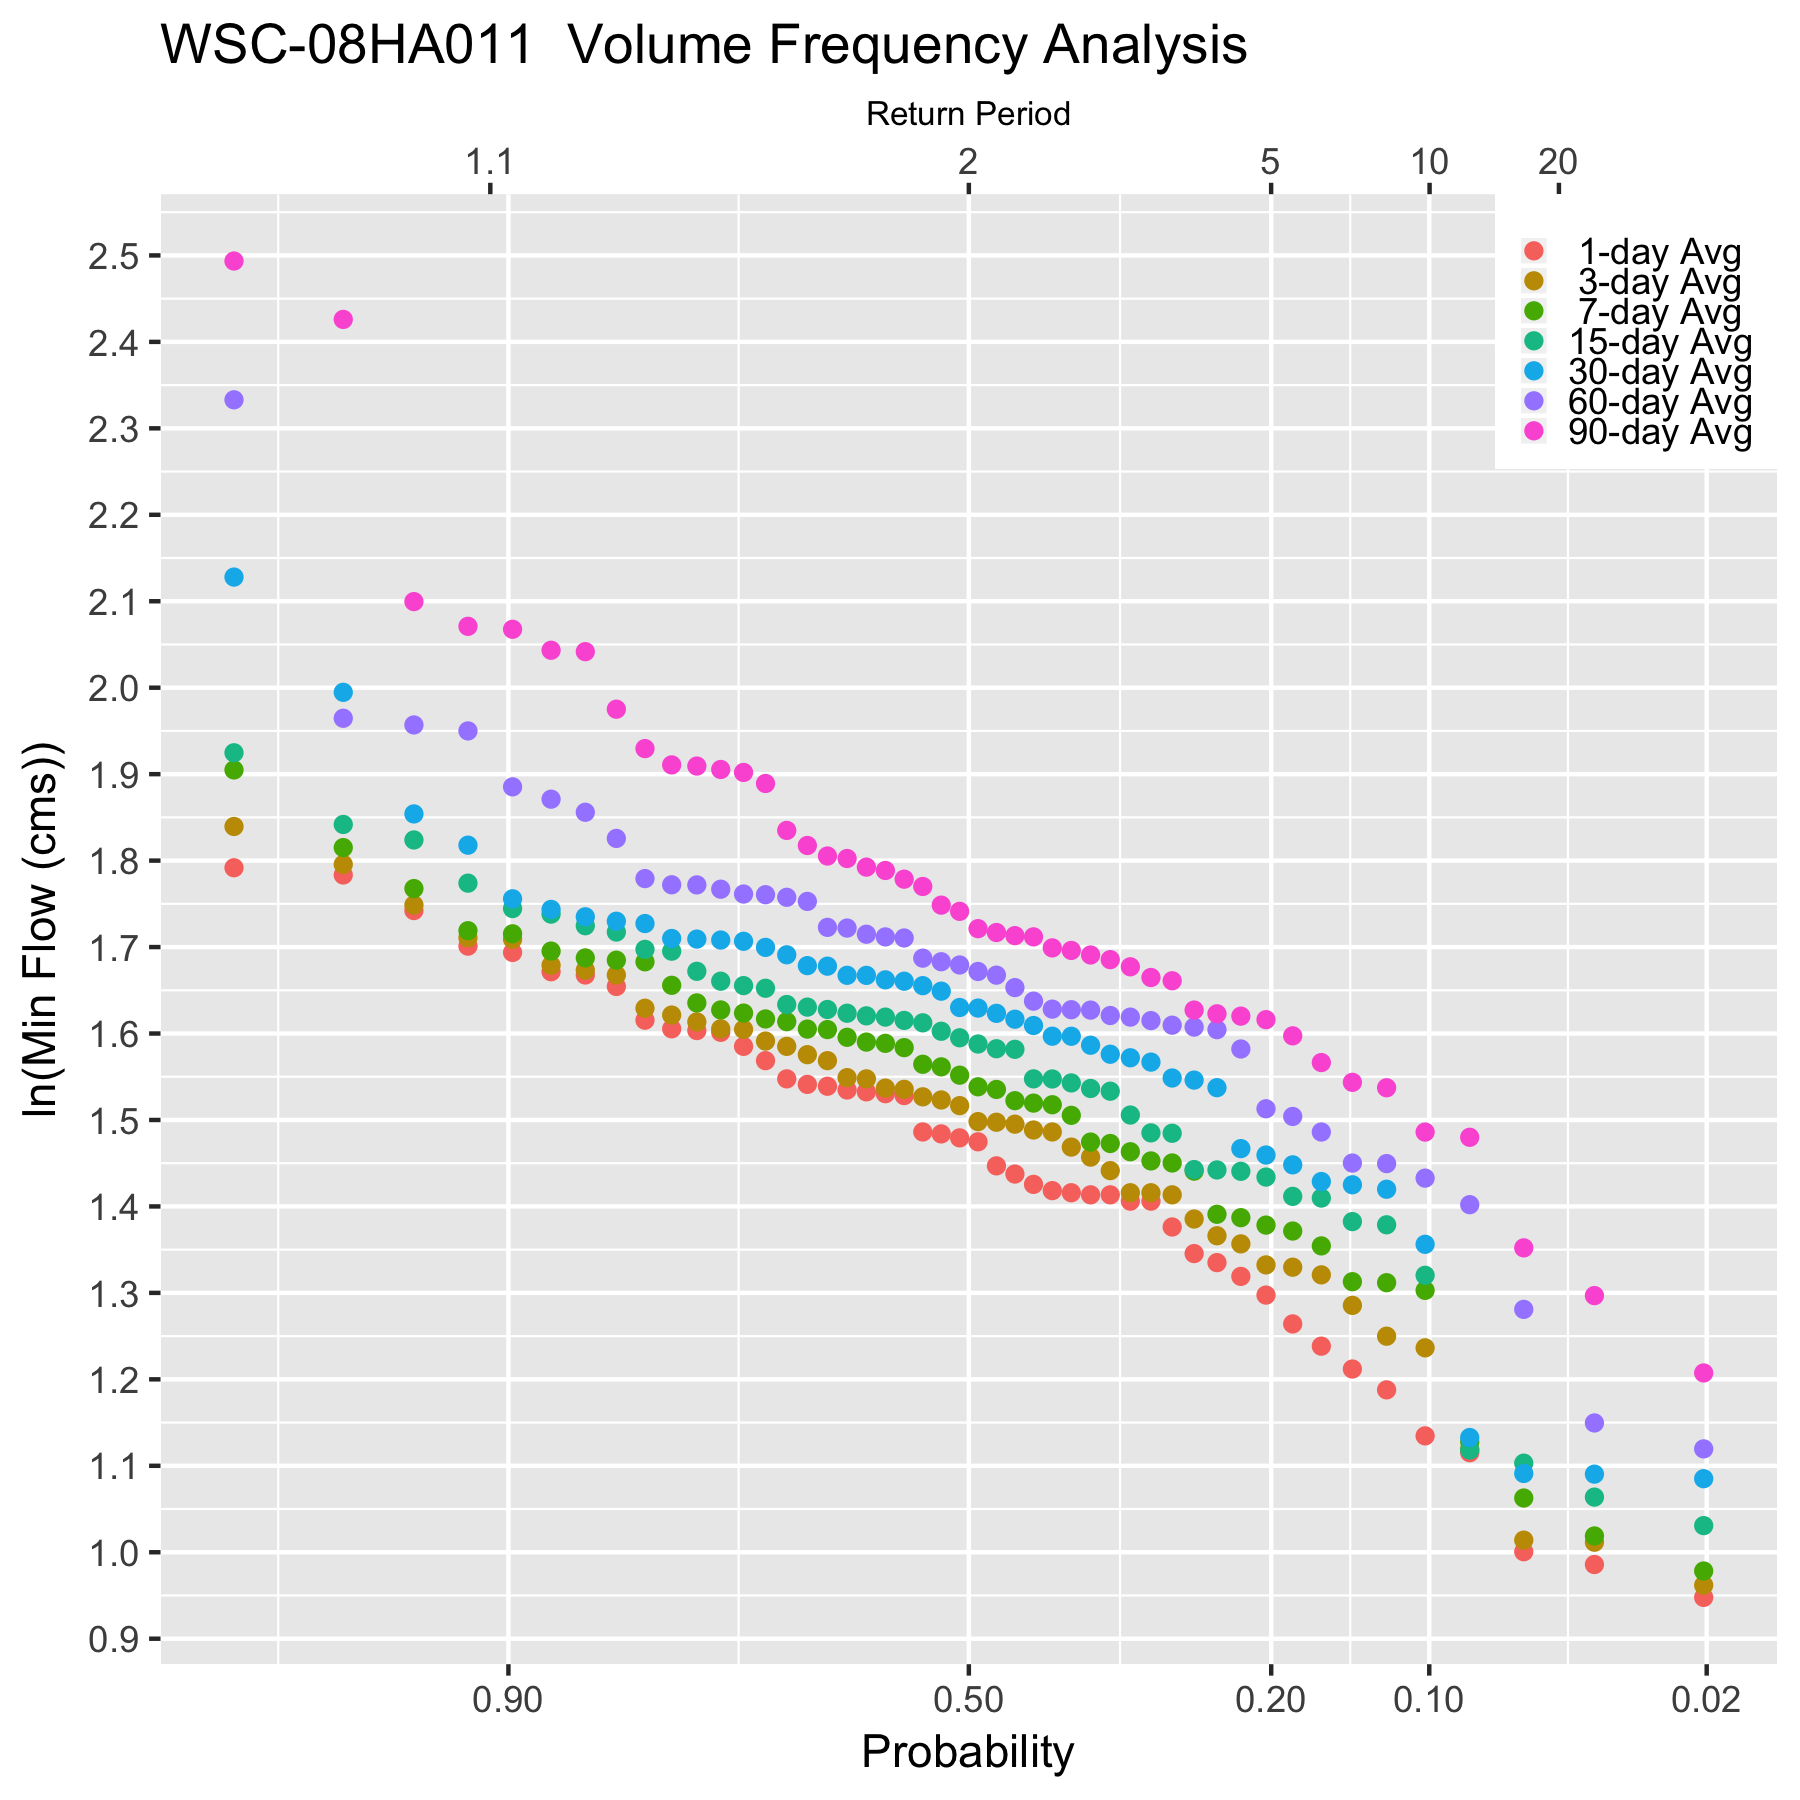 WSC-08HA011  Volume Frequency Analysis
Return Period
1.1 2 5 10 20
1-day Avg
3-day Avg
7-day Avg
15-day Avg
30-day Avg
60-day Avg
90-day Avg
ln(Min Flow (cms))
2.5
2.4
2.3
2.2
2.1
2.0
1.9
1.8
1.7
1.6
1.5
1.4
1.3
1.2
1.1
1.0
0.9
0.90 0.50 0.20 0.10 0.02
Probability